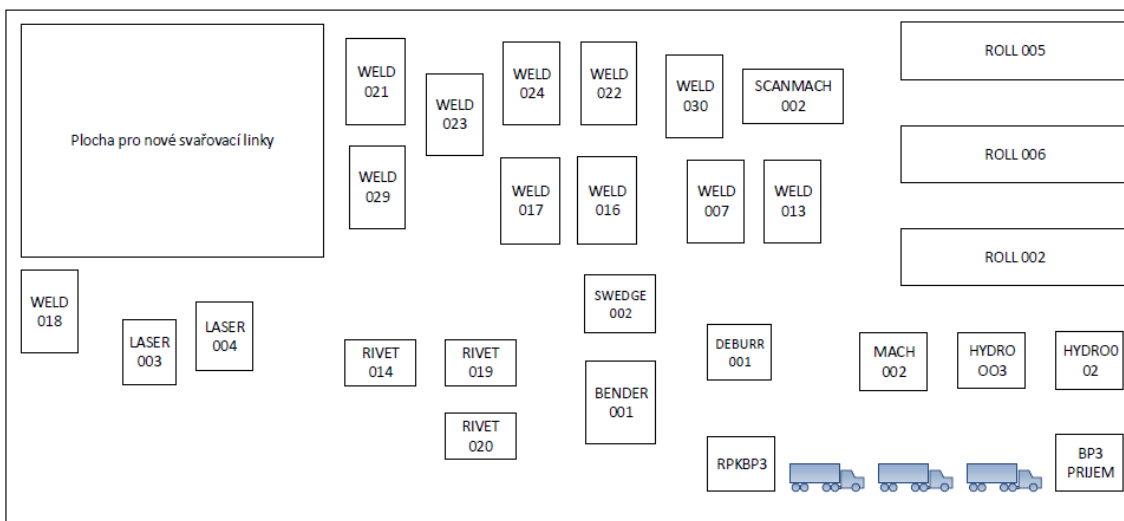 Plocha pro nové svařovací linky
WELD
021
WELD
023
WELD
024
WELD
022
WELD
030
SCANMACH
002
ROLL 005
WELD
029
WELD
017
WELD
016
WELD
007
WELD
013
ROLL 006
ROLL 002
WELD
018
LASER
003
LASER
004
SWEDGE
002
RIVET
014
RIVET
019
DEBURR
001
MACH
002
HYDRO
OO3
HYDRO0
02
BENDER
001
RIVET
020
RPKBP3
BP3
PRIJEM